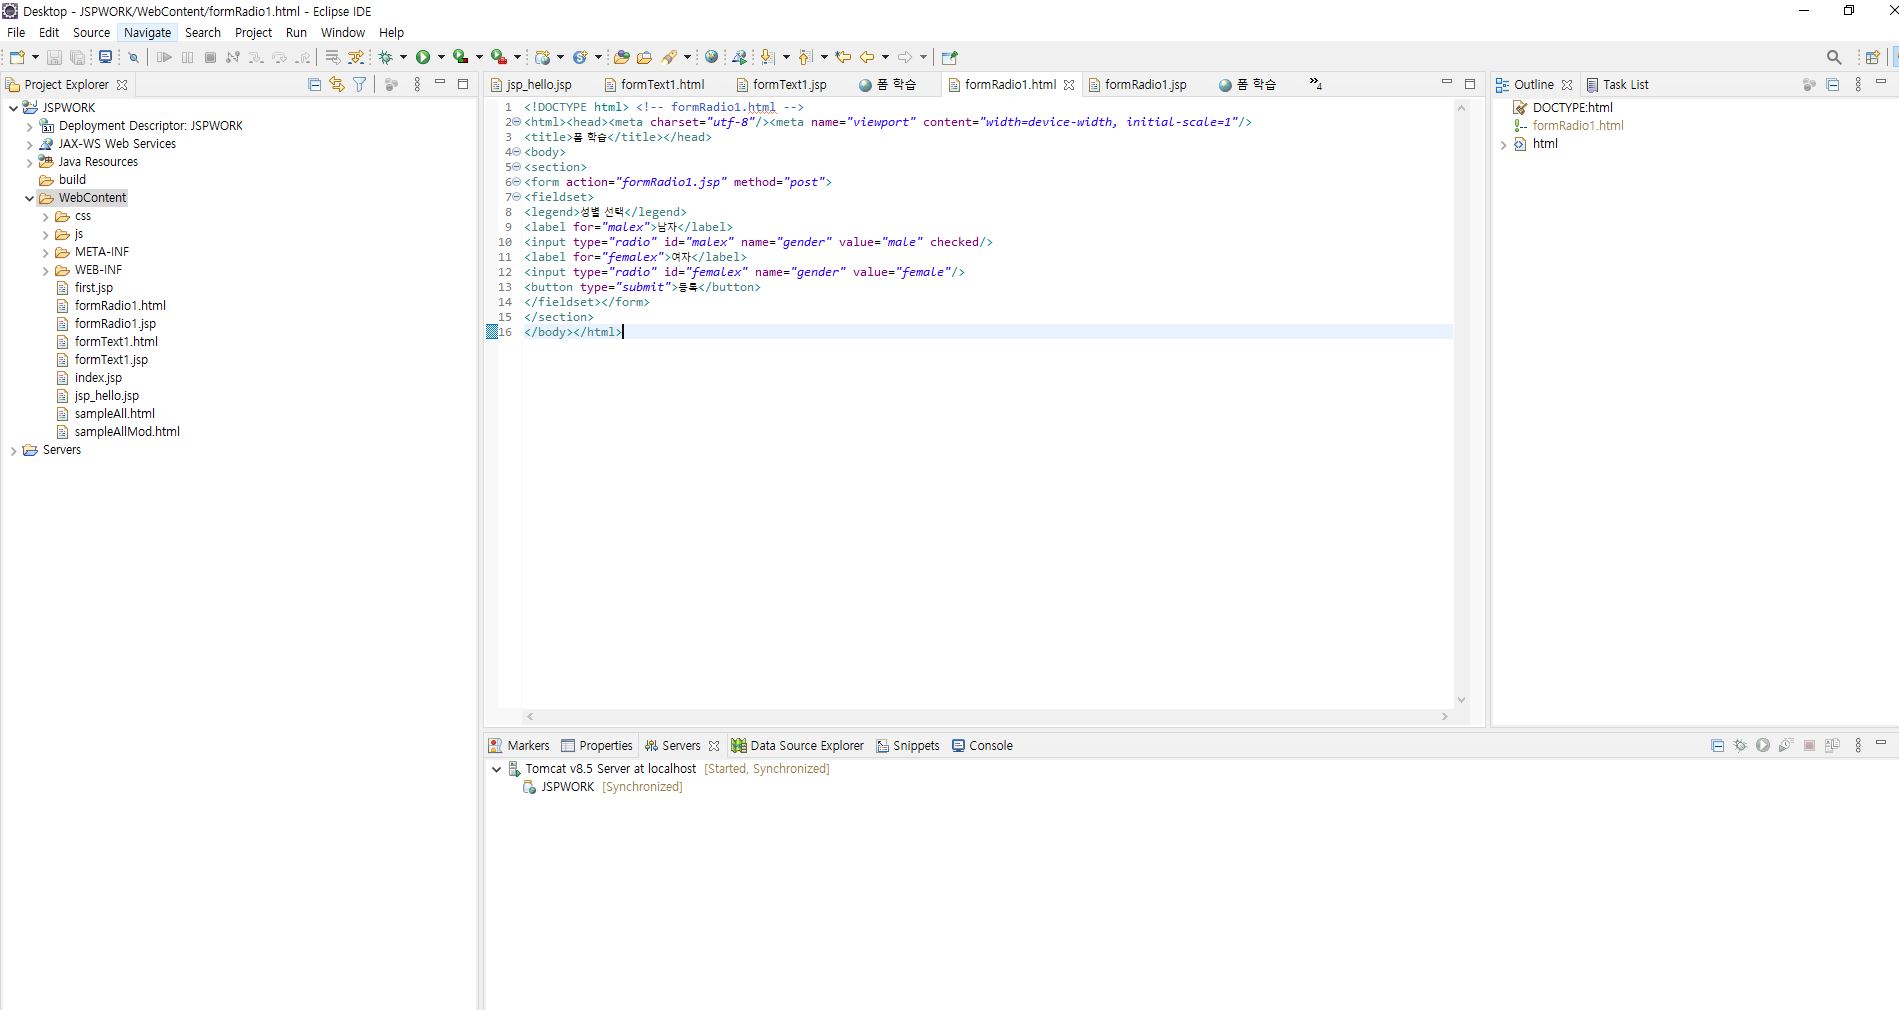 Desktop - JSPWORK/WebContent/formRadio1.html - Eclipse IDE
File Edit Source Navigate Search Project Run Window Help
Project Explorer
JSPWORK
Deployment Descriptor: JSPWORK
JAX-WS Web Services
Java Resources
build
WebContent
css
js
META-INF
WEB-INF
first.jsp
formRadio1.html
formRadio1.jsp
formText1.html
formText1.jsp
index.jsp
jsp_hello.jsp
sampleAll.html
sampleAllMod.html
Servers
jsp_hello.jsp formText1.html formText1.jsp 폼 학습 formRadio1.html formRadio1.jsp 폼 학습 »4
1 <!DOCTYPE html> <!-- formRadio1.html -->
2 <html><head><meta charset="utf-8"/><meta name="viewport" content="width=device-width, initial-scale=1"/>
3 <title>폼 학습</title></head>
4 <body>
5 <section>
6 <form action="formRadio1.jsp" method="post">
7 <fieldset>
8 <legend>성별 선택</legend>
9 <label for="malex">남자</label>
10 <input type="radio" id="malex" name="gender" value="male" checked/>
11 <label for="femalex">여자</label>
12 <input type="radio" id="femalex" name="gender" value="female"/>
13 <button type="submit">등록</button>
14 </fieldset></form>
15 </section>
16 </body></html>
Outline Task List
DOCTYPE:html
formRadio1.html
html
Markers Properties Servers Data Source Explorer Snippets Console
Tomcat v8.5 Server at localhost [Started, Synchronized]
JSPWORK [Synchronized]